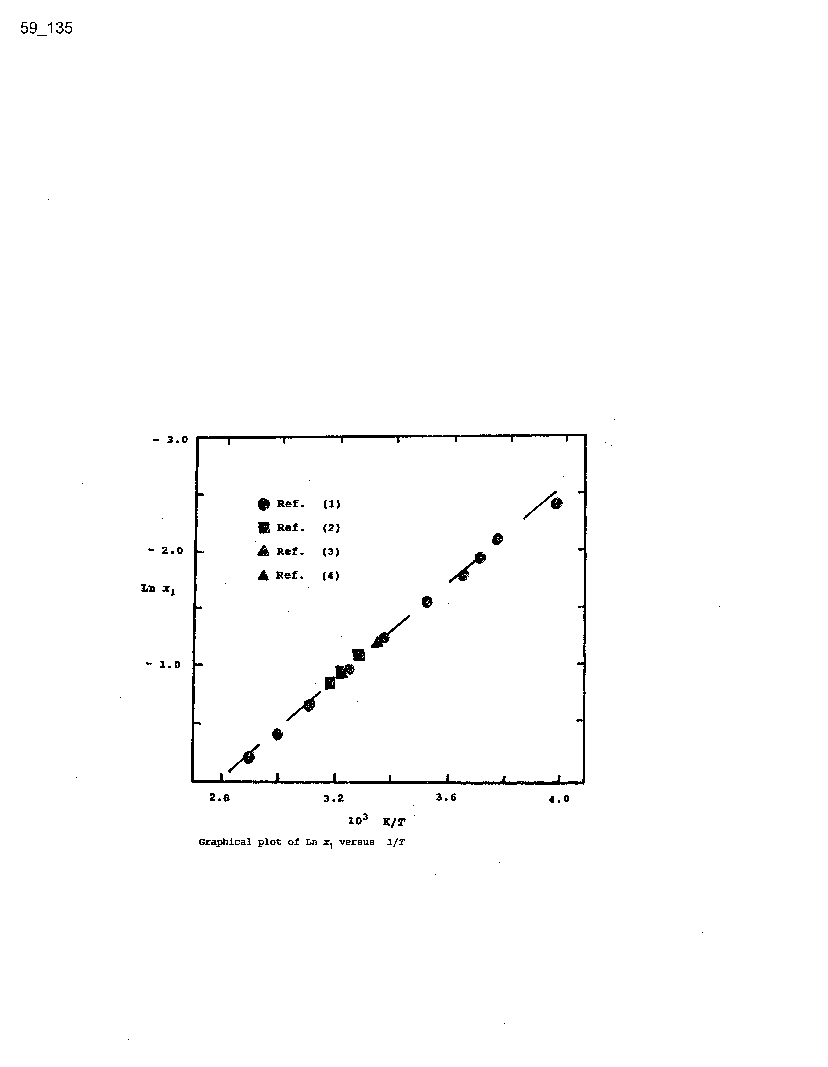 59_135
- 3.0
Ref. (1)
Ref. (2)
- 2.0
Ref. (3)
Ref. (4)
Ln x₁
- 1.0
2.8 3.2 3.6 4.0
10³ K/T
Graphical plot of Ln x₁ versus 1/T